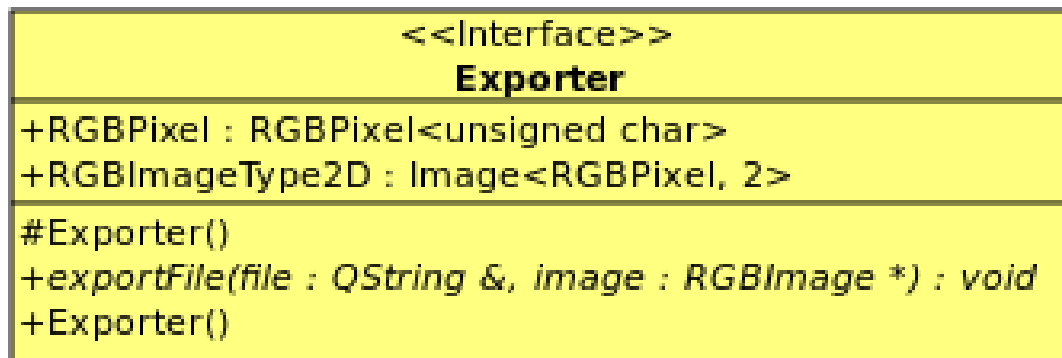 <<Interface>>
Exporter
+RGBPixel : RGBPixel<unsigned char>
+RGBImageType2D : Image<RGBPixel, 2>
#Exporter()
+exportFile(file : QString &, image : RGBImage *) : void
+Exporter()